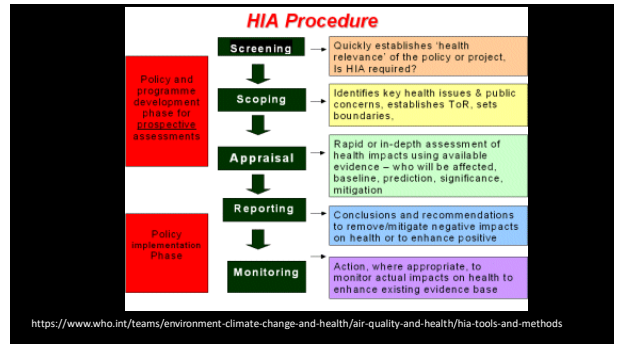 HIA Procedure
Screening
Quickly establishes ‘health
relevance’ of the policy or project,
Is HIA required?
Policy and
programme
development
phase for
prospective
assessments
Scoping
Identifies key health issues & public
concerns, establishes ToR, sets
boundaries,
Appraisal
Rapid or in-depth assessment of
health impacts using available
evidence – who will be affected,
baseline, prediction, significance,
mitigation
Reporting
Conclusions and recommendations
to remove/mitigate negative impacts
on health or to enhance positive
Policy
implementation
Phase
Monitoring
Action, where appropriate, to
monitor actual impacts on health to
enhance existing evidence base
https://www.who.int/teams/environment-climate-change-and-health/air-quality-and-health/hia-tools-and-methods